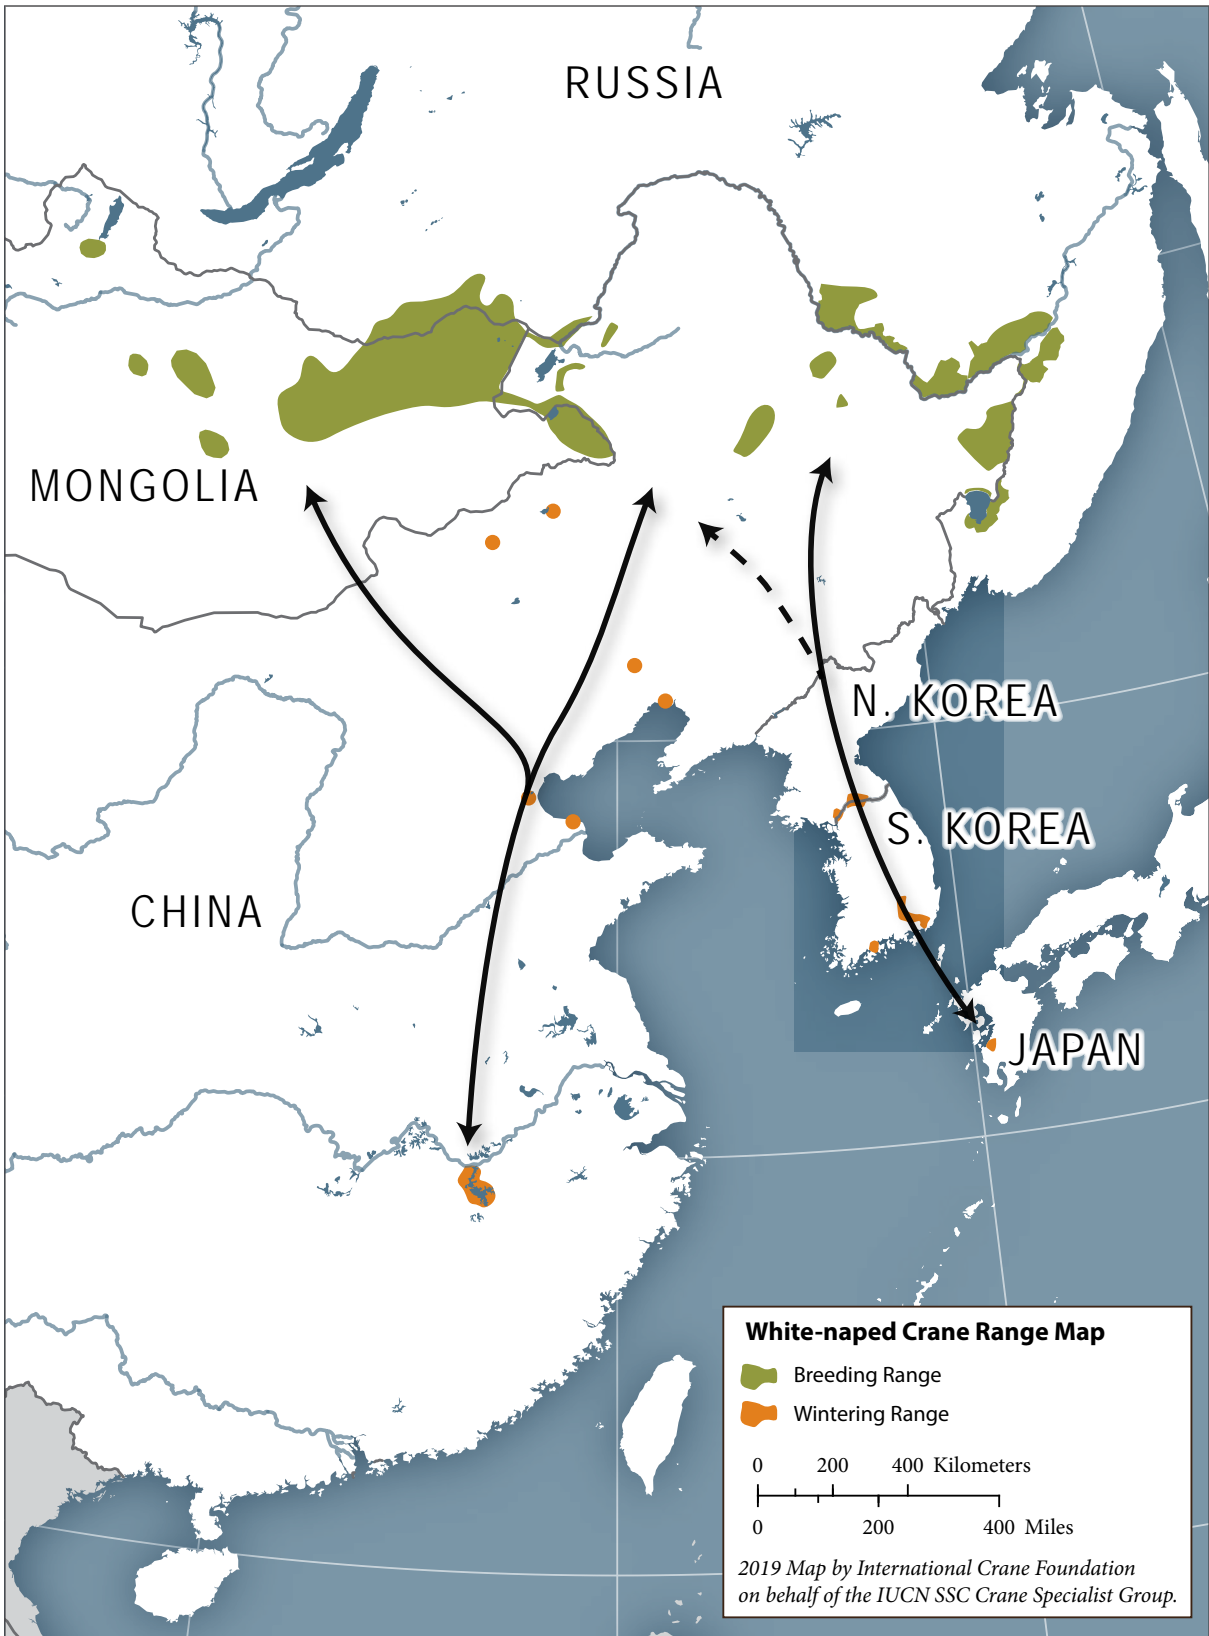 RUSSIA
MONGOLIA
N. KOREA
S. KOREA
CHINA
JAPAN
White-naped Crane Range Map
Breeding Range
Wintering Range
0 200 400 Kilometers
0 200 400 Miles
2019 Map by International Crane Foundation
on behalf of the IUCN SSC Crane Specialist Group.